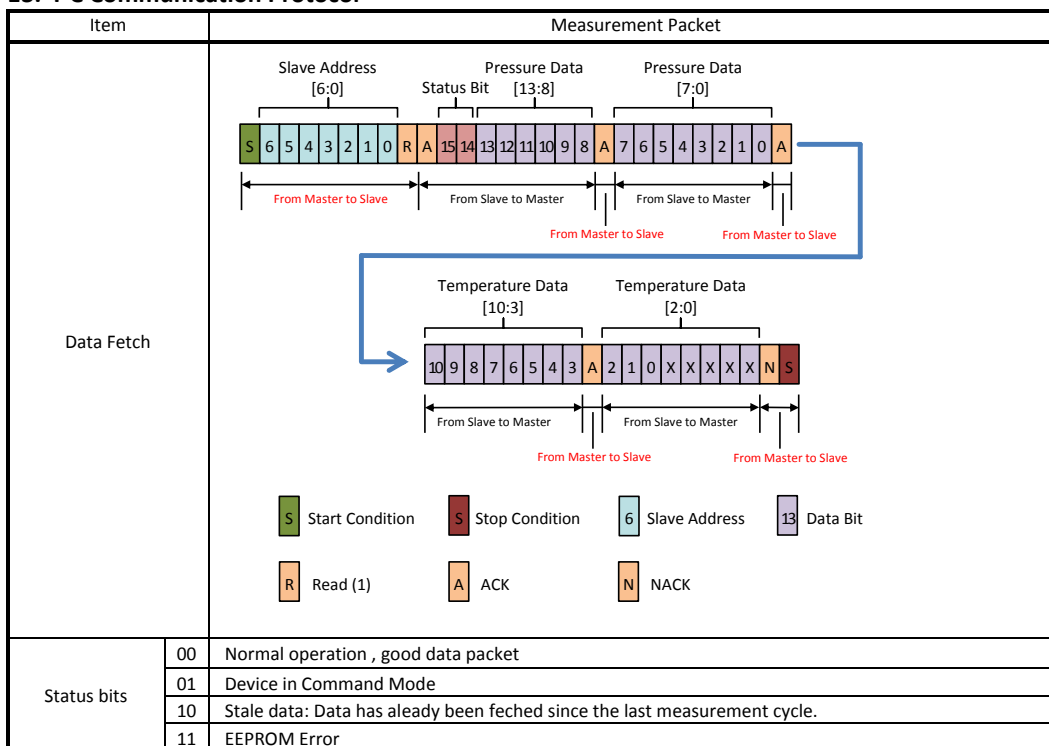 Item Measurement Packet
Slave Address Pressure Data Pressure Data
[6:0] Status Bit [13:8] [7:0]
S 6 5 4 3 2 1 0 R A 15 14 13 12 11 10 9 8 A 7 6 5 4 3 2 1 0 A
From Master to Slave From Slave to Master From Slave to Master
From Master to Slave From Master to Slave
Temperature Data Temperature Data
[10:3] [2:0]
Data Fetch
10 9 8 7 6 5 4 3 A 2 1 0 X X X X X N S
From Slave to Master From Slave to Master
From Master to Slave From Master to Slave
S Start Condition S Stop Condition 6 Slave Address 13 Data Bit
R Read (1) A ACK N NACK
Status bits
00 Normal operation , good data packet
01 Device in Command Mode
10 Stale data: Data has aleady been feched since the last measurement cycle.
11 EEPROM Error